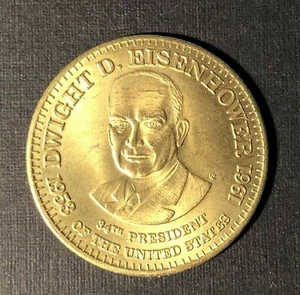 DWIGHT D. EISENHOWER
1953
1961
34TH PRESIDENT
OF THE UNITED STATES